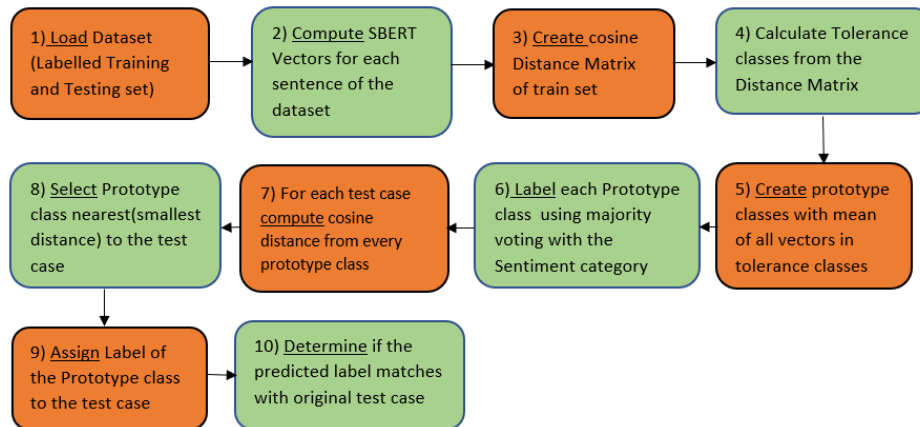 1) Load Dataset
(Labelled Training
and Testing set)
2) Compute SBERT
Vectors for each
sentence of the
dataset
3) Create cosine
Distance Matrix
of train set
4) Calculate Tolerance
classes from the
Distance Matrix
5) Create prototype
classes with mean
of all vectors in
tolerance classes
6) Label each Prototype
class using majority
voting with the
Sentiment category
7) For each test case
compute cosine
distance from every
prototype class
8) Select Prototype
class nearest(smallest
distance) to the test
case
9) Assign Label of
the Prototype class
to the test case
10) Determine if the
predicted label matches
with original test case